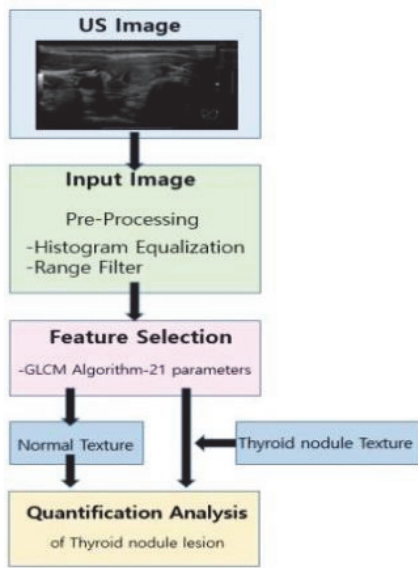 US Image
Input Image
Pre-Processing
-Histogram Equalization
-Range Filter
Feature Selection
-GLCM Algorithm-21 parameters
Normal Texture
Thyroid nodule Texture
Quantification Analysis
of Thyroid nodule lesion